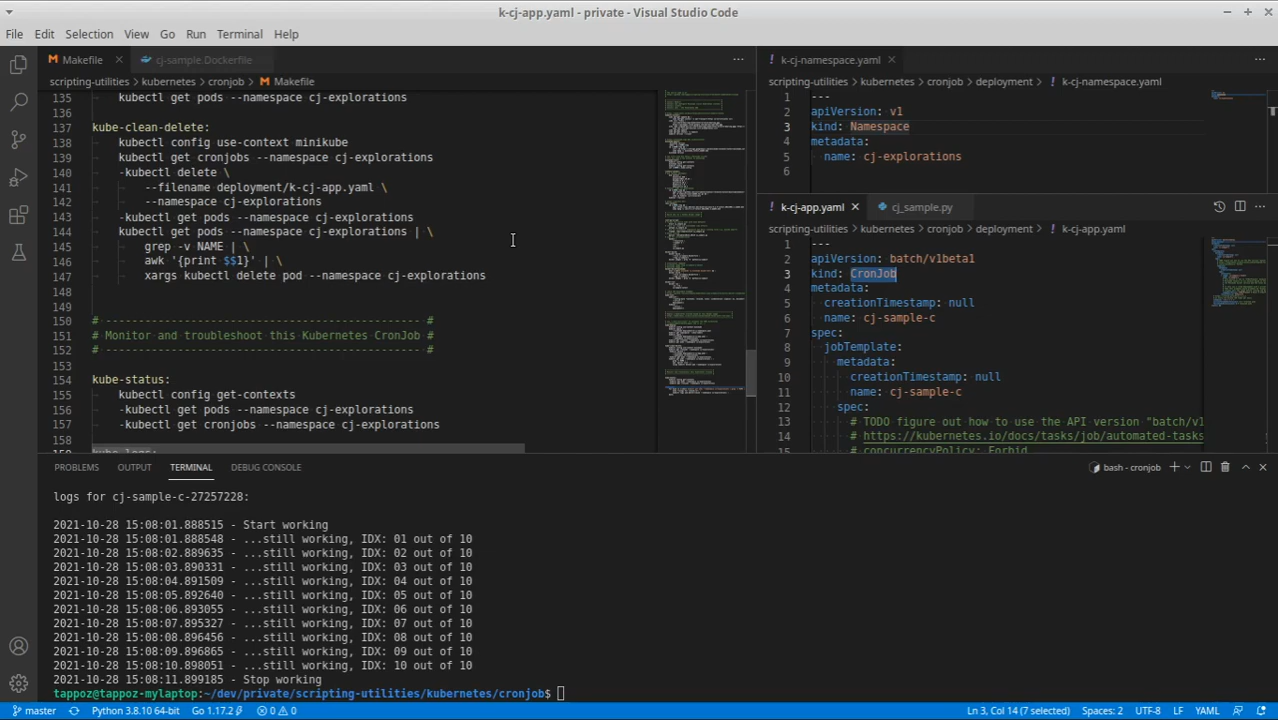 k-cj-app.yaml - private - Visual Studio Code
File Edit Selection View Go Run Terminal Help
Makefile
cj-sample.Dockerfile
scripting-utilities > kubernetes > cronjob > Makefile
135 kubectl get pods --namespace cj-explorations
136
137 kube-clean-delete:
138 kubectl config use-context minikube
139 kubectl get cronjobs --namespace cj-explorations
140 -kubectl delete \
141 --filename deployment/k-cj-app.yaml \
142 --namespace cj-explorations
143 -kubectl get pods --namespace cj-explorations
144 kubectl get pods --namespace cj-explorations | \
145 grep -v NAME | \
146 awk '{print $$1}' | \
147 xargs kubectl delete pod --namespace cj-explorations
148
149
150 # ------------------------------------------------ #
151 # Monitor and troubleshoot this Kubernetes CronJob #
152 # ------------------------------------------------ #
153
154 kube-status:
155 kubectl config get-contexts
156 -kubectl get pods --namespace cj-explorations
157 -kubectl get cronjobs --namespace cj-explorations
158
159 kube-logs:
k-cj-namespace.yaml
scripting-utilities > kubernetes > cronjob > deployment > k-cj-namespace.yaml
1 ---
2 apiVersion: v1
3 kind: Namespace
4 metadata:
5 name: cj-explorations
6
k-cj-app.yaml
cj_sample.py
scripting-utilities > kubernetes > cronjob > deployment > k-cj-app.yaml
1 ---
2 apiVersion: batch/v1beta1
3 kind: CronJob
4 metadata:
5 creationTimestamp: null
6 name: cj-sample-c
7 spec:
8 jobTemplate:
9 metadata:
10 creationTimestamp: null
11 name: cj-sample-c
12 spec:
13 # TODO figure out how to use the API version "batch/v1
14 # https://kubernetes.io/docs/tasks/job/automated-tasks
15 # concurrencyPolicy: Forbid
PROBLEMS OUTPUT TERMINAL DEBUG CONSOLE
bash - cronjob
logs for cj-sample-c-27257228:
2021-10-28 15:08:01.888515 - Start working
2021-10-28 15:08:01.888548 - ...still working, IDX: 01 out of 10
2021-10-28 15:08:02.889635 - ...still working, IDX: 02 out of 10
2021-10-28 15:08:03.890331 - ...still working, IDX: 03 out of 10
2021-10-28 15:08:04.891509 - ...still working, IDX: 04 out of 10
2021-10-28 15:08:05.892640 - ...still working, IDX: 05 out of 10
2021-10-28 15:08:06.893055 - ...still working, IDX: 06 out of 10
2021-10-28 15:08:07.895327 - ...still working, IDX: 07 out of 10
2021-10-28 15:08:08.896456 - ...still working, IDX: 08 out of 10
2021-10-28 15:08:09.896865 - ...still working, IDX: 09 out of 10
2021-10-28 15:08:10.898051 - ...still working, IDX: 10 out of 10
2021-10-28 15:08:11.899185 - Stop working
tappoz@tappoz-mylaptop:~/dev/private/scripting-utilities/kubernetes/cronjob$
master Python 3.8.10 64-bit Go 1.17.2 0 0 Ln 3, Col 14 (7 selected) Spaces: 2 UTF-8 LF YAML